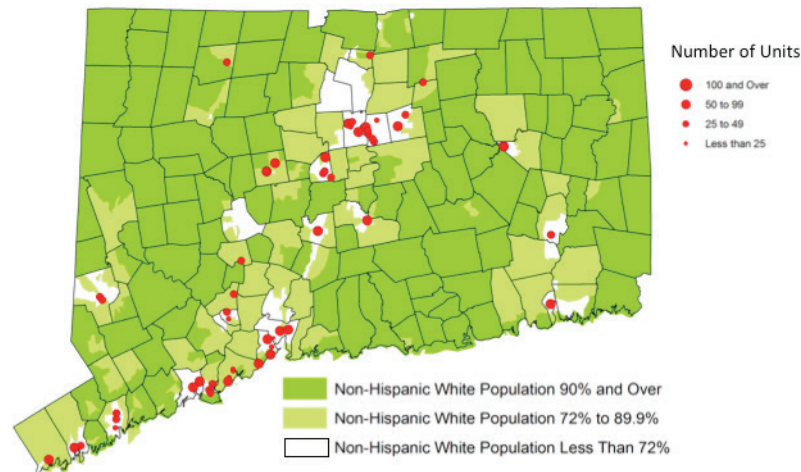 Number of Units
100 and Over
50 to 99
25 to 49
Less than 25
Non-Hispanic White Population 90% and Over
Non-Hispanic White Population 72% to 89.9%
Non-Hispanic White Population Less Than 72%